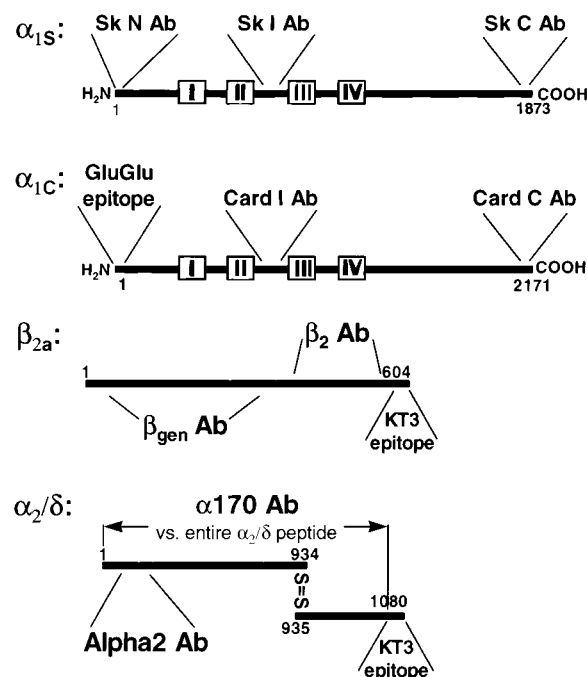 α1S:
Sk N Ab
Sk I Ab
Sk C Ab
H2N
I
II
III
IV
COOH
1
1873
α1C:
GluGlu
epitope
Card I Ab
Card C Ab
H2N
I
II
III
IV
COOH
1
2171
β2a:
β2 Ab
1
604
βgen Ab
KT3
epitope
α2/δ:
α170 Ab
vs. entire α2/δ peptide
1
934
S=S
935
1080
Alpha2 Ab
KT3
epitope